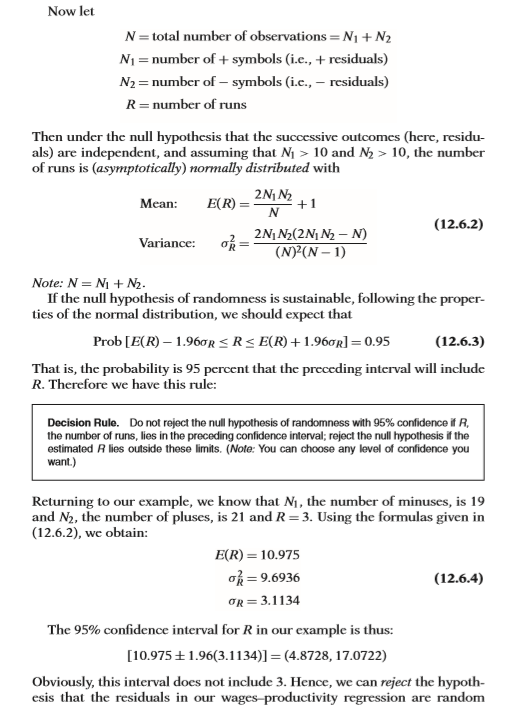 Now let
N = total number of observations = N₁ + N₂
N₁ = number of + symbols (i.e., + residuals)
N₂ = number of − symbols (i.e., − residuals)
R = number of runs
Then under the null hypothesis that the successive outcomes (here, residu-
als) are independent, and assuming that N₁ > 10 and N₂ > 10, the number
of runs is (asymptotically) normally distributed with
Mean: E(R) = 2N₁N₂/N + 1
Variance: σ²_R = 2N₁N₂(2N₁N₂ − N)/(N)²(N − 1) (12.6.2)
Note: N = N₁ + N₂.
If the null hypothesis of randomness is sustainable, following the proper-
ties of the normal distribution, we should expect that
Prob [E(R) − 1.96σ_R ≤ R ≤ E(R) + 1.96σ_R] = 0.95 (12.6.3)
That is, the probability is 95 percent that the preceding interval will include
R. Therefore we have this rule:
Decision Rule. Do not reject the null hypothesis of randomness with 95% confidence if R,
the number of runs, lies in the preceding confidence interval; reject the null hypothesis if the
estimated R lies outside these limits. (Note: You can choose any level of confidence you
want.)
Returning to our example, we know that N₁, the number of minuses, is 19
and N₂, the number of pluses, is 21 and R = 3. Using the formulas given in
(12.6.2), we obtain:
E(R) = 10.975
σ²_R = 9.6936 (12.6.4)
σ_R = 3.1134
The 95% confidence interval for R in our example is thus:
[10.975 ± 1.96(3.1134)] = (4.8728, 17.0722)
Obviously, this interval does not include 3. Hence, we can reject the hypoth-
esis that the residuals in our wages–productivity regression are random